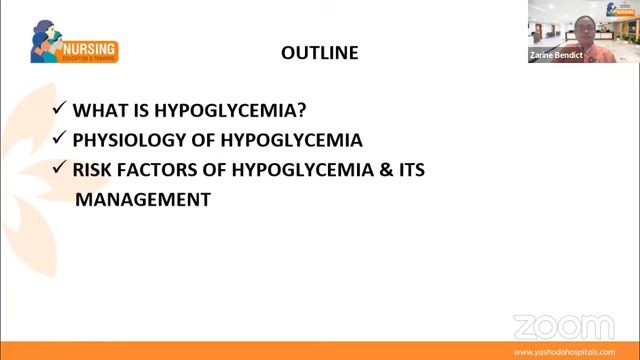 NURSING
EDUCATION & TRAINING
OUTLINE
Zarine Bendict
✓ WHAT IS HYPOGLYCEMIA?
✓ PHYSIOLOGY OF HYPOGLYCEMIA
✓ RISK FACTORS OF HYPOGLYCEMIA & ITS
MANAGEMENT
zoom
www.yashodahospitals.com